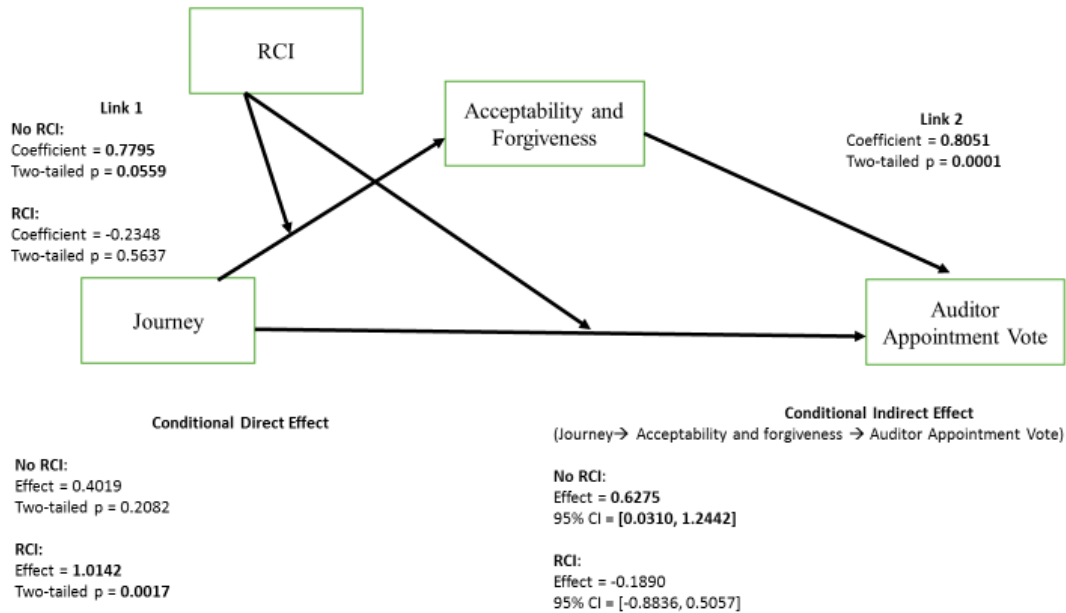 RCI
Link 1
No RCI:
Coefficient = 0.7795
Two-tailed p = 0.0559
RCI:
Coefficient = -0.2348
Two-tailed p = 0.5637
Acceptability and
Forgiveness
Link 2
Coefficient = 0.8051
Two-tailed p = 0.0001
Journey
Auditor
Appointment Vote
Conditional Direct Effect
No RCI:
Effect = 0.4019
Two-tailed p = 0.2082
RCI:
Effect = 1.0142
Two-tailed p = 0.0017
Conditional Indirect Effect
(Journey→ Acceptability and forgiveness → Auditor Appointment Vote)
No RCI:
Effect = 0.6275
95% CI = [0.0310, 1.2442]
RCI:
Effect = -0.1890
95% CI = [-0.8836, 0.5057]